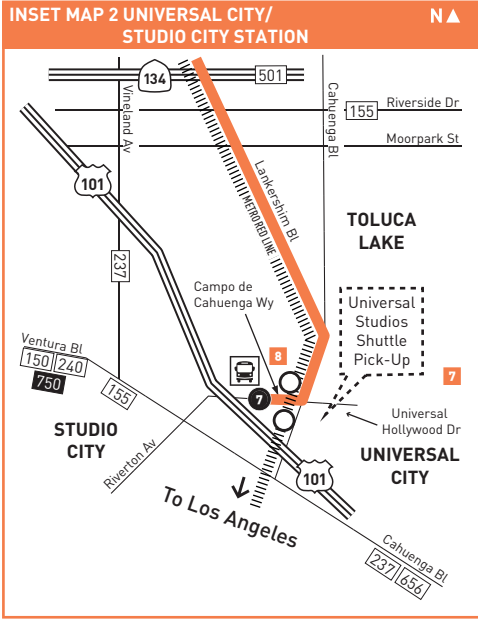 INSET MAP 2 UNIVERSAL CITY/
STUDIO CITY STATION
N
134
501
Vineland Av
Cahuenga Bl
155
Riverside Dr
Moorpark St
101
Lankershim Bl
METRO RED LINE
TOLUCA
LAKE
237
Campo de
Cahuenga Wy
Universal
Studios
Shuttle
Pick-Up
Ventura Bl
150
240
750
8
7
155
7
Universal
Hollywood Dr
STUDIO
CITY
UNIVERSAL
CITY
Riverton Av
101
To Los Angeles
Cahuenga Bl
237
656